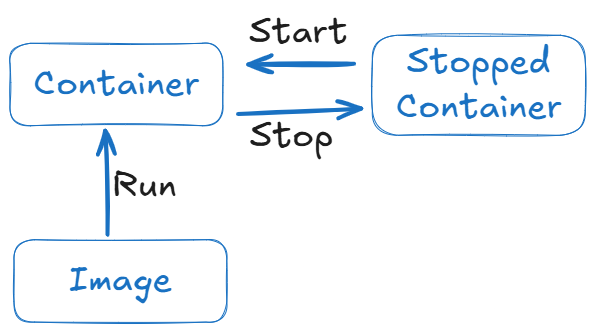 Start
Container
Stopped
Container
Stop
Run
Image